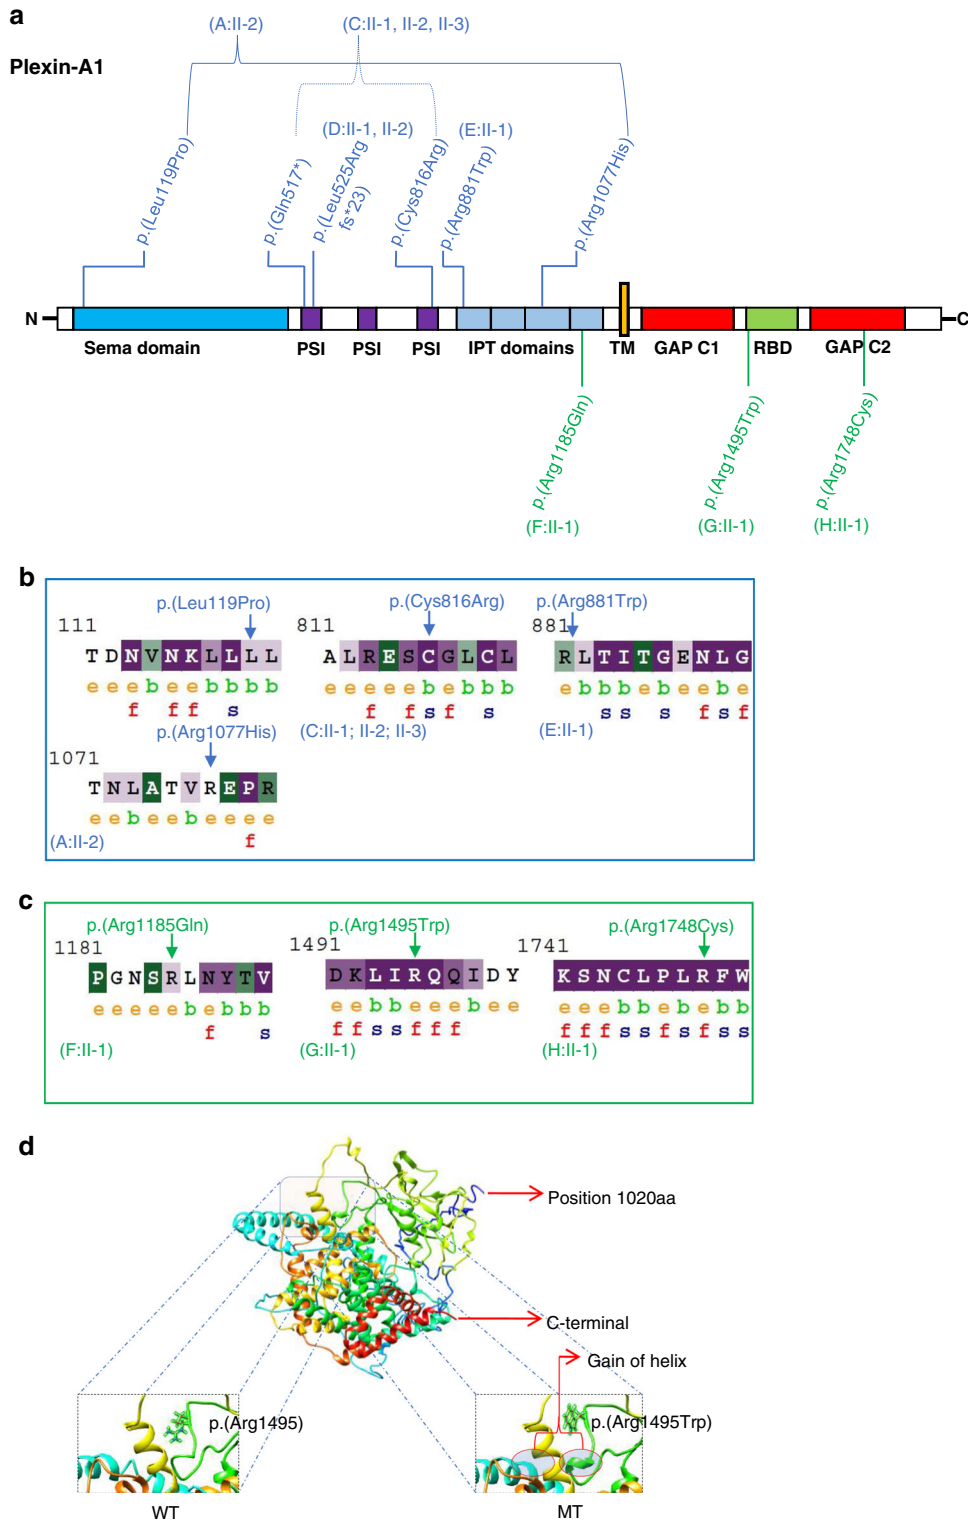 a
(A:II-2) (C:II-1, II-2, II-3)
Plexin-A1
(D:II-1, II-2) (E:II-1)
p.(Leu119Pro)
p.(Gln517*)
p.(Leu525Arg
fs*23)
p.(Cys816Arg)
p.(Arg881Trp)
p.(Arg1077His)
N C
Sema domain PSI PSI PSI IPT domains TM GAP C1 RBD GAP C2
p.(Arg1185Gln)
p.(Arg1495Trp)
p.(Arg1748Cys)
(F:II-1) (G:II-1) (H:II-1)
b
p.(Leu119Pro) p.(Cys816Arg) p.(Arg881Trp)
111 811 881
T D N V N K L L L L A L R E S C G L C L R L T I T G E N L G
e e e b e e b b b b e e e e e b e b b b e b b b e b e e b e
f f f s f f s f s s s s f s f
(C:II-1; II-2; II-3) (E:II-1)
p.(Arg1077His)
1071
T N L A T V R E P R
e e b e e b e e e e
f
(A:II-2)
c
p.(Arg1185Gln) p.(Arg1495Trp) p.(Arg1748Cys)
1181 1491 1741
P G N S R L N Y T V D K L I R Q Q I D Y K S N C L P L R F W
e e e e e b e b b b e e b b e e e b e e e e e b b e b e b b
f s f f s s f f f f f f s s f s f s s
(F:II-1) (G:II-1) (H:II-1)
d
Position 1020aa
C-terminal
Gain of helix
p.(Arg1495) p.(Arg1495Trp)
WT MT